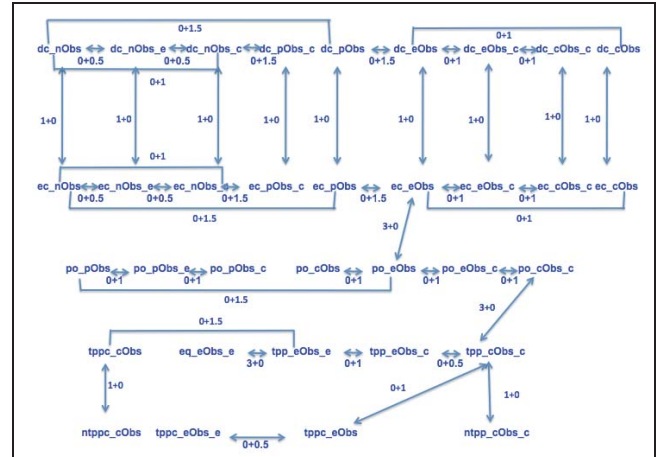 0+1.5
0+1
dc_nObs dc_nObs_e dc_nObs_c dc_pObs_c dc_pObs dc_eObs dc_eObs_c dc_cObs_c dc_cObs
0+0.5 0+0.5 0+1.5 0+1.5 0+1 0+1
0+1
1+0 1+0 1+0 1+0 1+0 1+0 1+0 1+0 1+0
0+1
ec_nObs ec_nObs_e ec_nObs_c ec_pObs_c ec_pObs ec_eObs ec_eObs_c ec_cObs_c ec_cObs
0+0.5 0+0.5 0+1.5 0+1.5 0+1 0+1
0+1.5 0+1
3+0
po_pObs po_pObs_e po_pObs_c po_cObs po_eObs po_eObs_c po_cObs_c
0+1 0+1 0+1 0+1 0+1
0+1.5
3+0
0+1.5
tppc_cObs eq_eObs_e tpp_eObs_e tpp_eObs_c tpp_cObs_c
3+0 0+1 0+0.5
1+0 0+1 1+0
ntppc_cObs tppc_eObs_e tppc_eObs ntpp_cObs_c
0+0.5